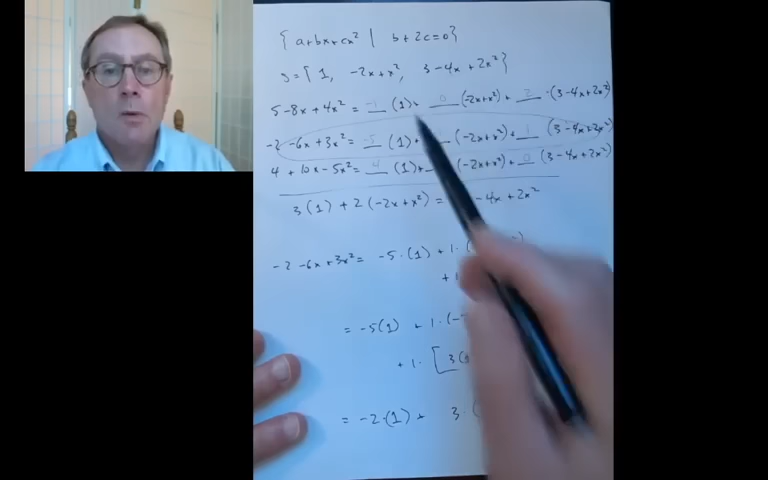 { a+bx+cx² | b+2c=0 }
S = { 1, -2x+x², 3-4x+2x² }
5-8x+4x² = -1 (1) + 0 (-2x+x²) + 2 · (3-4x+2x²)
-2-6x+3x² = -5 (1) + (-2x+x²) + 1 (3-4x+2x²)
4+10x-5x² = 4 (1) + (-2x+x²) + 0 (3-4x+2x²)
3(1) + 2(-2x+x²) = -4x+2x²
-2-6x+3x² = -5·(1) + 1·(
+1
= -5(1) + 1·(-
+ 1· [ 3(
= -2·(1) + 3·(